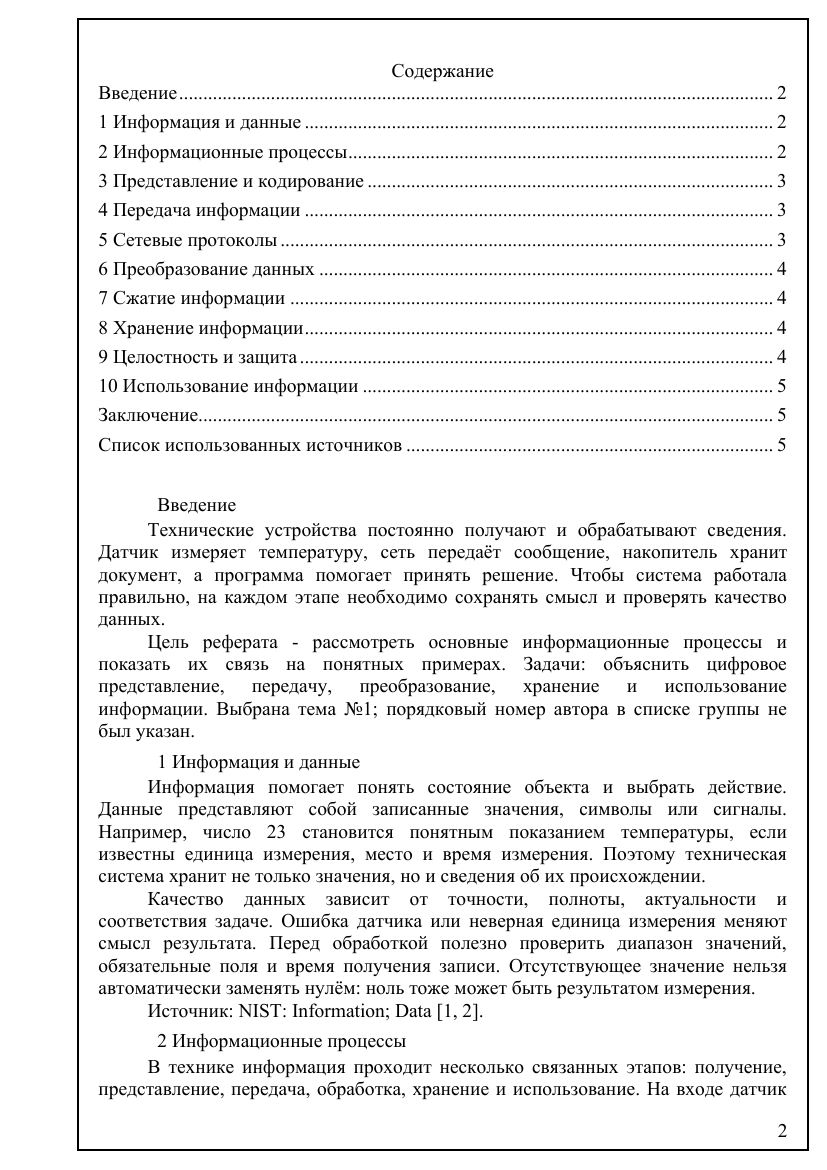 Содержание
Введение............................................................................................................................ 2
1 Информация и данные .................................................................................................. 2
2 Информационные процессы......................................................................................... 2
3 Представление и кодирование ..................................................................................... 3
4 Передача информации .................................................................................................. 3
5 Сетевые протоколы ....................................................................................................... 3
6 Преобразование данных ............................................................................................... 4
7 Сжатие информации ..................................................................................................... 4
8 Хранение информации.................................................................................................. 4
9 Целостность и защита ................................................................................................... 4
10 Использование информации ...................................................................................... 5
Заключение........................................................................................................................ 5
Список использованных источников ............................................................................. 5
Введение
Технические устройства постоянно получают и обрабатывают сведения.
Датчик измеряет температуру, сеть передаёт сообщение, накопитель хранит
документ, а программа помогает принять решение. Чтобы система работала
правильно, на каждом этапе необходимо сохранять смысл и проверять качество
данных.
Цель реферата - рассмотреть основные информационные процессы и
показать их связь на понятных примерах. Задачи: объяснить цифровое
представление, передачу, преобразование, хранение и использование
информации. Выбрана тема №1; порядковый номер автора в списке группы не
был указан.
1 Информация и данные
Информация помогает понять состояние объекта и выбрать действие.
Данные представляют собой записанные значения, символы или сигналы.
Например, число 23 становится понятным показанием температуры, если
известны единица измерения, место и время измерения. Поэтому техническая
система хранит не только значения, но и сведения об их происхождении.
Качество данных зависит от точности, полноты, актуальности и
соответствия задаче. Ошибка датчика или неверная единица измерения меняют
смысл результата. Перед обработкой полезно проверить диапазон значений,
обязательные поля и время получения записи. Отсутствующее значение нельзя
автоматически заменять нулём: ноль тоже может быть результатом измерения.
Источник: NIST: Information; Data [1, 2].
2 Информационные процессы
В технике информация проходит несколько связанных этапов: получение,
представление, передача, обработка, хранение и использование. На входе датчик
2